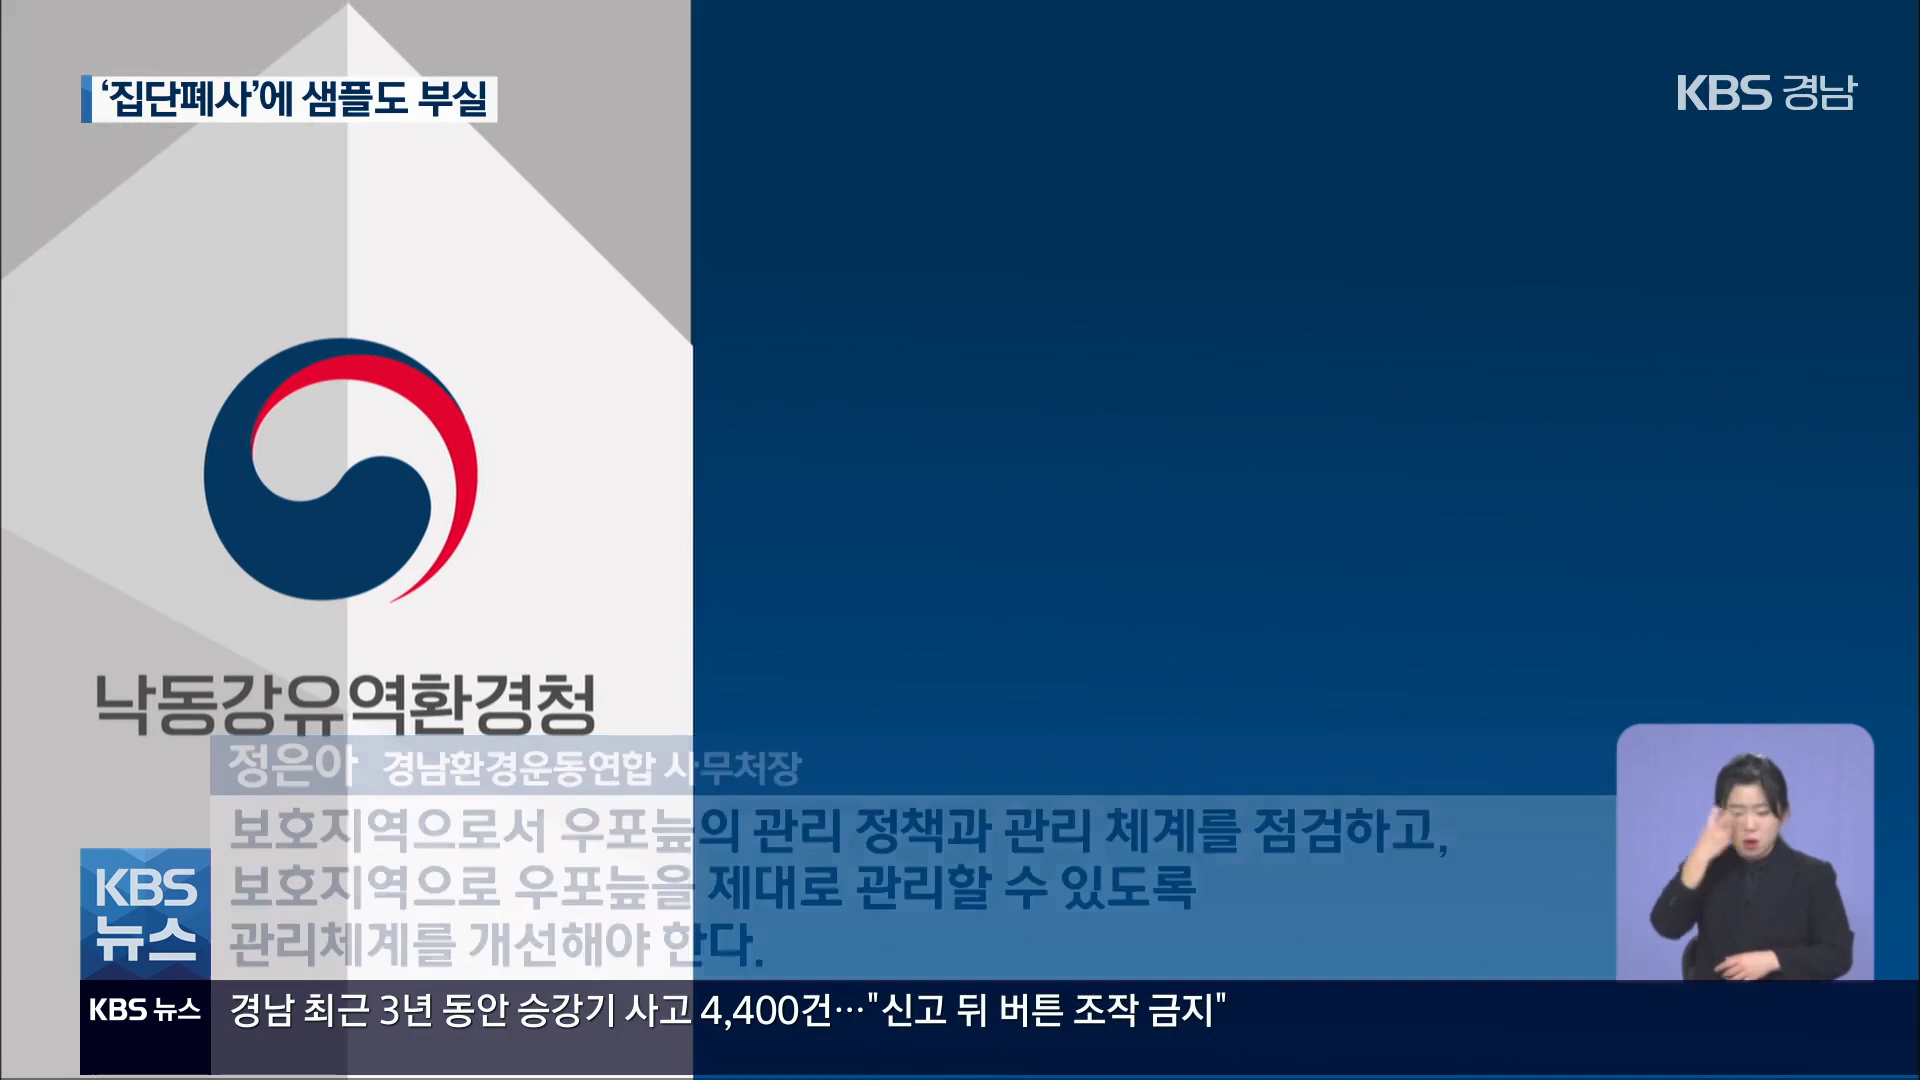 ‘집단폐사’에 샘플도 부실
KBS 경남
낙동강유역환경청
정은아 경남환경운동연합 사무처장
보호지역으로서 우포늪의 관리 정책과 관리 체계를 점검하고,
보호지역으로 우포늪을 제대로 관리할 수 있도록
관리체계를 개선해야 한다.
KBS
뉴스
KBS 뉴스
경남 최근 3년 동안 승강기 사고 4,400건…"신고 뒤 버튼 조작 금지"